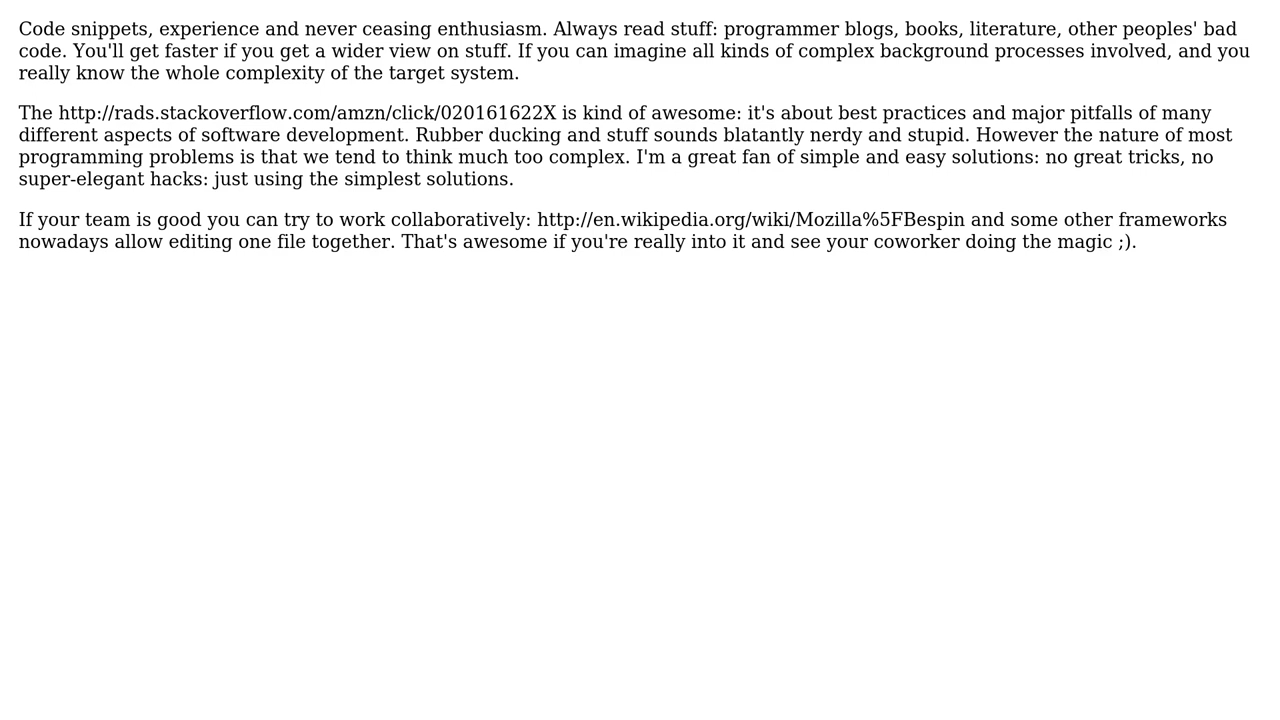 Code snippets, experience and never ceasing enthusiasm. Always read stuff: programmer blogs, books, literature, other peoples' bad
code. You'll get faster if you get a wider view on stuff. If you can imagine all kinds of complex background processes involved, and you
really know the whole complexity of the target system.
The http://rads.stackoverflow.com/amzn/click/020161622X is kind of awesome: it's about best practices and major pitfalls of many
different aspects of software development. Rubber ducking and stuff sounds blatantly nerdy and stupid. However the nature of most
programming problems is that we tend to think much too complex. I'm a great fan of simple and easy solutions: no great tricks, no
super-elegant hacks: just using the simplest solutions.
If your team is good you can try to work collaboratively: http://en.wikipedia.org/wiki/Mozilla%5FBespin and some other frameworks
nowadays allow editing one file together. That's awesome if you're really into it and see your coworker doing the magic ;).